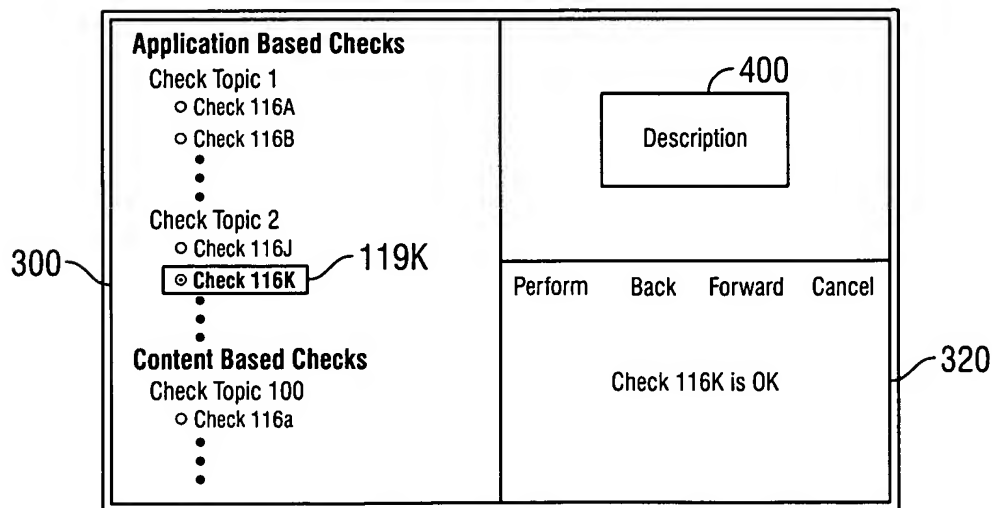 Application Based Checks
Check Topic 1
Check 116A
Check 116B
Check Topic 2
Check 116J
Check 116K
119K
300
Content Based Checks
Check Topic 100
Check 116a
400
Description
Perform Back Forward Cancel
Check 116K is OK
320